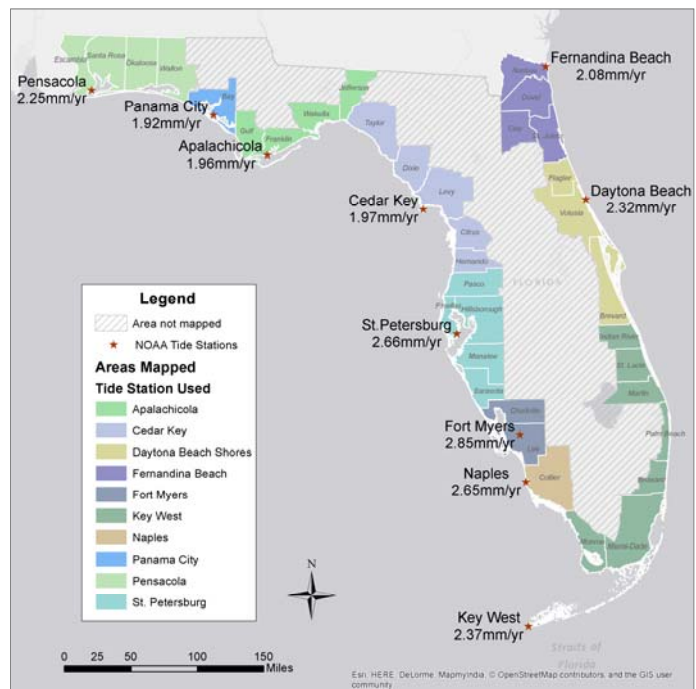 Escambia
Santa Rosa
Okaloosa
Walton
Pensacola
2.25mm/yr
Bay
Panama City
1.92mm/yr
Gulf
Franklin
Wakulla
Jefferson
Apalachicola
1.96mm/yr
Taylor
Dixie
Levy
Cedar Key
1.97mm/yr
Citrus
Hernando
Fernandina Beach
2.08mm/yr
Nassau
Duval
Clay
St. Johns
Flagler
Volusia
Daytona Beach
2.32mm/yr
Brevard
FLORIDA
Pasco
Pinellas
Hillsborough
St.Petersburg
2.66mm/yr
Manatee
Sarasota
Indian River
St. Lucie
Martin
Palm Beach
Broward
Charlotte
Lee
Fort Myers
2.85mm/yr
Naples
2.65mm/yr
Collier
Monroe
Miami-Dade
Key West
2.37mm/yr
Straits of
Florida
Legend
Area not mapped
NOAA Tide Stations
Areas Mapped
Tide Station Used
Apalachicola
Cedar Key
Daytona Beach Shores
Fernandina Beach
Fort Myers
Key West
Naples
Panama City
Pensacola
St. Petersburg
N
0 25 50 100 150
Miles
Esri, HERE, DeLorme, MapmyIndia, © OpenStreetMap contributors, and the GIS user
community